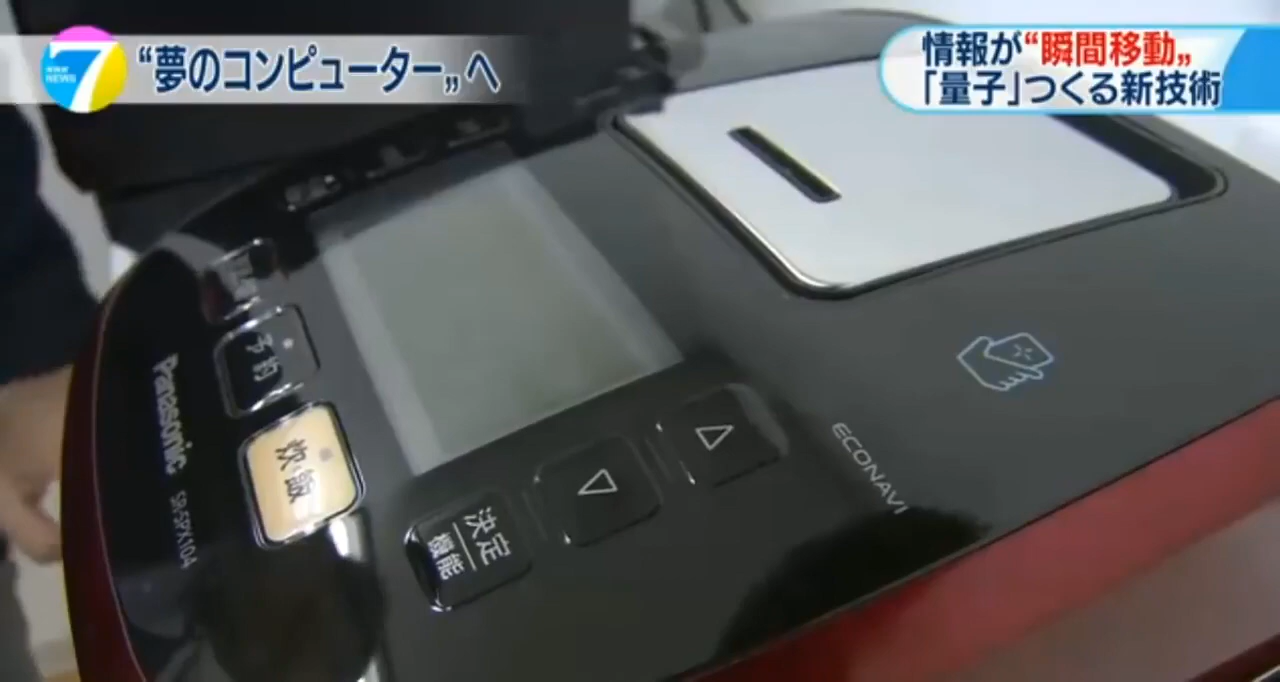 NHK NEWS 7
“夢のコンピューター„へ
情報が“瞬間移動„
「量子」つくる新技術
予約
炊飯
決定
機能
Panasonic
SR-SPX104
ECONAVI